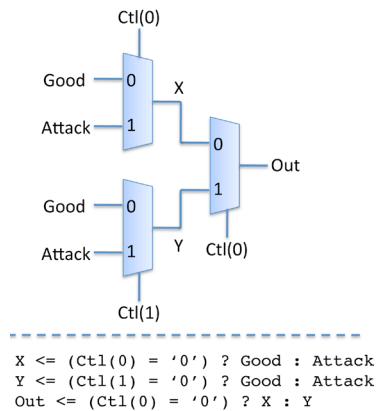 Ctl(0)
Good 0
X
Attack 1
0
Out
1
Good 0
Attack 1
Y
Ctl(0)
Ctl(1)
X <= (Ctl(0) = ‘0’) ? Good : Attack
Y <= (Ctl(1) = ‘0’) ? Good : Attack
Out <= (Ctl(0) = ‘0’) ? X : Y